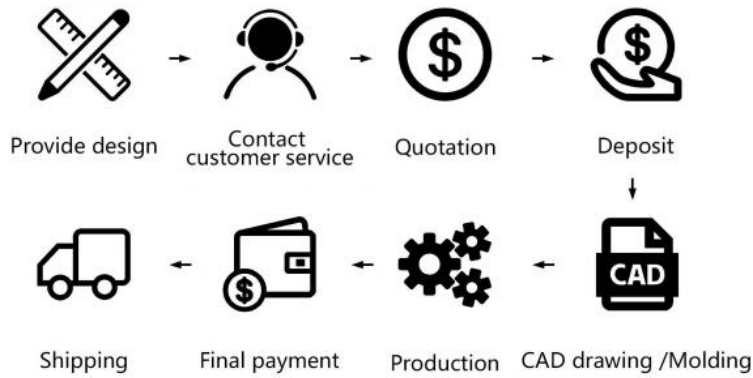 Provide design
Contact
customer service
$
Quotation
$
Deposit
CAD
CAD drawing /Molding
Production
$
Final payment
Shipping